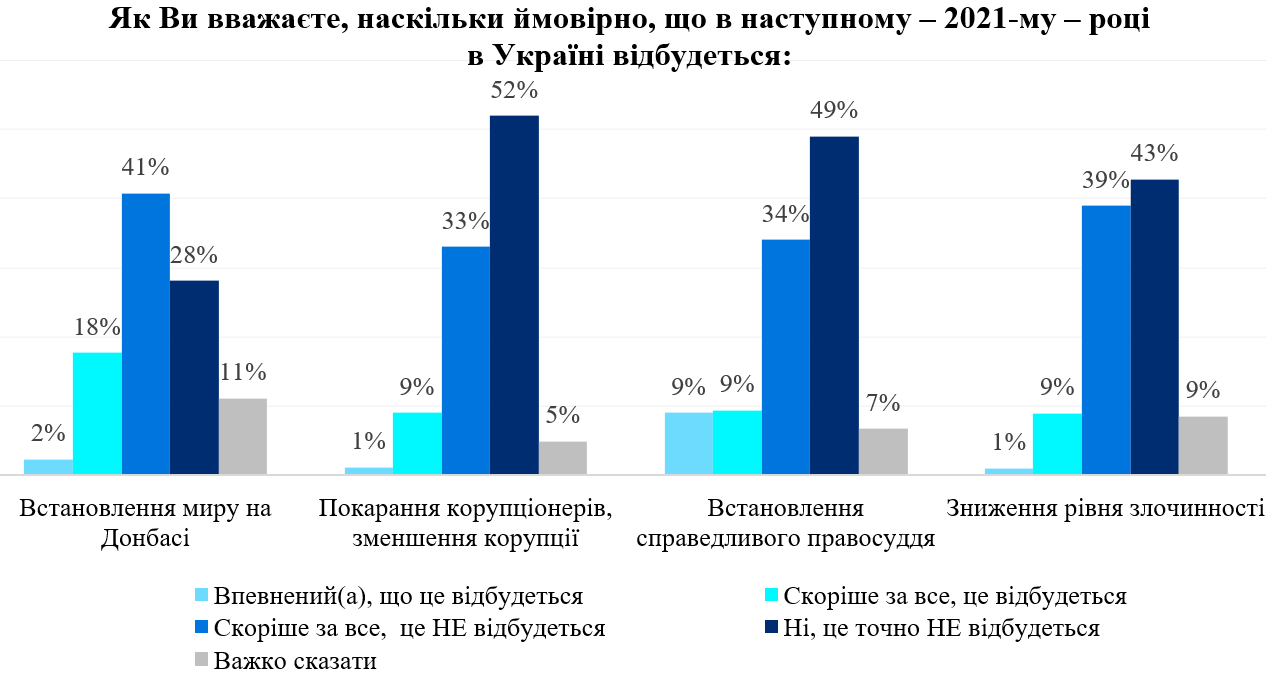 Як Ви вважаєте, наскільки ймовірно, що в наступному – 2021-му – році
в Україні відбудеться:
2%
18%
41%
28%
11%
1%
9%
33%
52%
5%
9%
9%
34%
49%
7%
1%
9%
39%
43%
9%
Встановлення миру на
Донбасі
Покарання корупціонерів,
зменшення корупції
Встановлення
справедливого правосуддя
Зниження рівня злочинності
Впевнений(а), що це відбудеться
Скоріше за все, це відбудеться
Скоріше за все,  це НЕ відбудеться
Ні, це точно НЕ відбудеться
Важко сказати